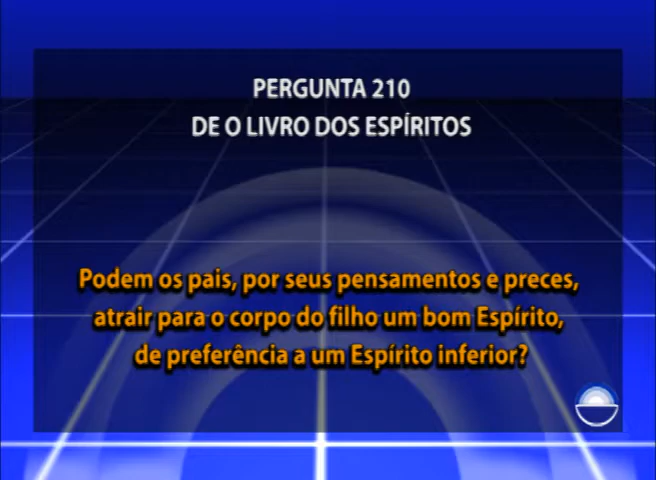 PERGUNTA 210
DE O LIVRO DOS ESPÍRITOS
Podem os pais, por seus pensamentos e preces,
atrair para o corpo do filho um bom Espírito,
de preferência a um Espírito inferior?